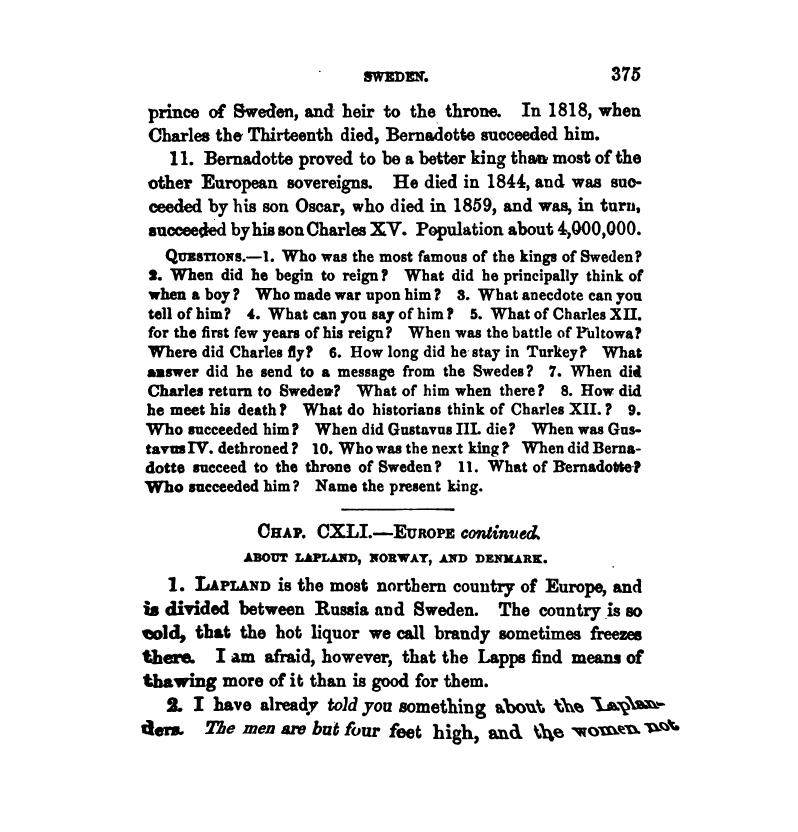 SWEDEN. 375
prince of Sweden, and heir to the throne. In 1818, when
Charles the Thirteenth died, Bernadotte succeeded him.
11. Bernadotte proved to be a better king than most of the
other European sovereigns. He died in 1844, and was suc-
ceeded by his son Oscar, who died in 1859, and was, in turn,
succeeded by his son Charles XV. Population about 4,000,000.
QUESTIONS.—1. Who was the most famous of the kings of Sweden?
2. When did he begin to reign? What did he principally think of
when a boy? Who made war upon him? 3. What anecdote can you
tell of him? 4. What can you say of him? 5. What of Charles XII.
for the first few years of his reign? When was the battle of Pultowa?
Where did Charles fly? 6. How long did he stay in Turkey? What
answer did he send to a message from the Swedes? 7. When did
Charles return to Sweden? What of him when there? 8. How did
he meet his death? What do historians think of Charles XII.? 9.
Who succeeded him? When did Gustavus III. die? When was Gus-
tavus IV. dethroned? 10. Who was the next king? When did Berna-
dotte succeed to the throne of Sweden? 11. What of Bernadotte?
Who succeeded him? Name the present king.
CHAP. CXLI.—EUROPE continued.
ABOUT LAPLAND, NORWAY, AND DENMARK.
1. LAPLAND is the most northern country of Europe, and
is divided between Russia and Sweden. The country is so
cold, that the hot liquor we call brandy sometimes freezes
there. I am afraid, however, that the Lapps find means of
thawing more of it than is good for them.
2. I have already told you something about the Laplan-
ders. The men are but four feet high, and the women not